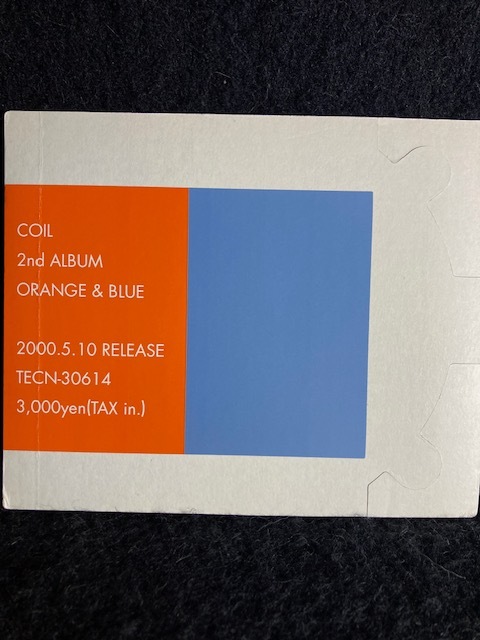 COIL
2nd ALBUM
ORANGE & BLUE
2000.5.10 RELEASE
TECN-30614
3,000yen(TAX in.)